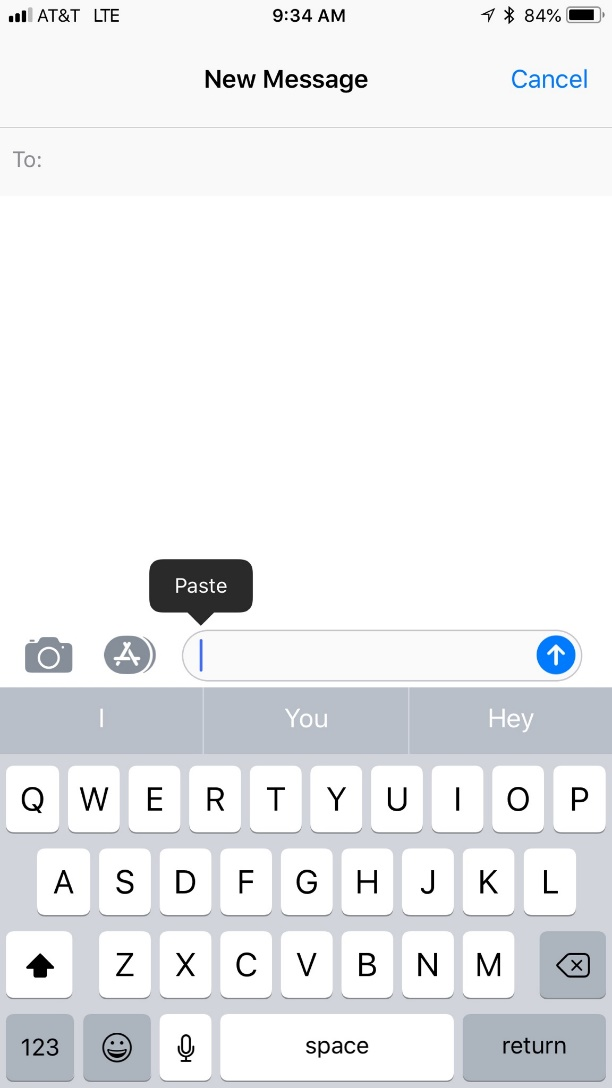 AT&T LTE 9:34 AM 84%
New Message Cancel
To:
Paste
I You Hey
Q W E R T Y U I O P
A S D F G H J K L
Z X C V B N M
123 space return